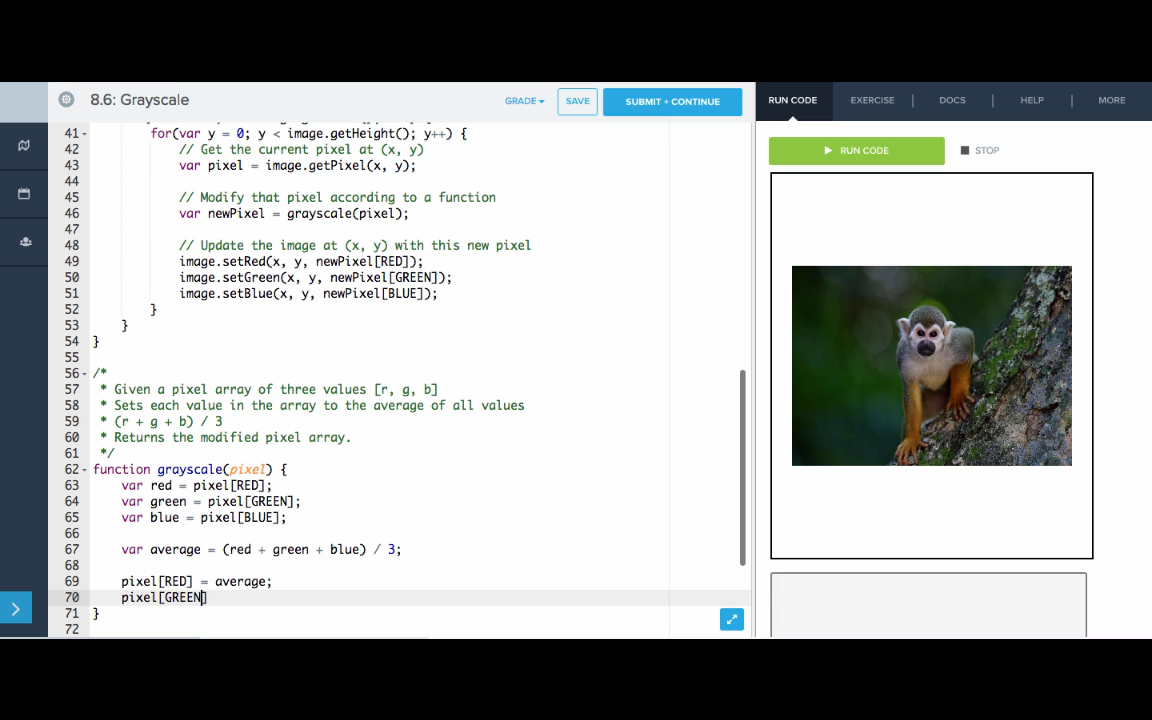 8.6: Grayscale
GRADE
SAVE
SUBMIT + CONTINUE
RUN CODE
EXERCISE
DOCS
HELP
MORE
RUN CODE
STOP
41 for(var y = 0; y < image.getHeight(); y++) {
42 // Get the current pixel at (x, y)
43 var pixel = image.getPixel(x, y);
44
45 // Modify that pixel according to a function
46 var newPixel = grayscale(pixel);
47
48 // Update the image at (x, y) with this new pixel
49 image.setRed(x, y, newPixel[RED]);
50 image.setGreen(x, y, newPixel[GREEN]);
51 image.setBlue(x, y, newPixel[BLUE]);
52 }
53 }
54 }
55
56 /*
57 * Given a pixel array of three values [r, g, b]
58 * Sets each value in the array to the average of all values
59 * (r + g + b) / 3
60 * Returns the modified pixel array.
61 */
62 function grayscale(pixel) {
63 var red = pixel[RED];
64 var green = pixel[GREEN];
65 var blue = pixel[BLUE];
66
67 var average = (red + green + blue) / 3;
68
69 pixel[RED] = average;
70 pixel[GREEN]
71 }
72